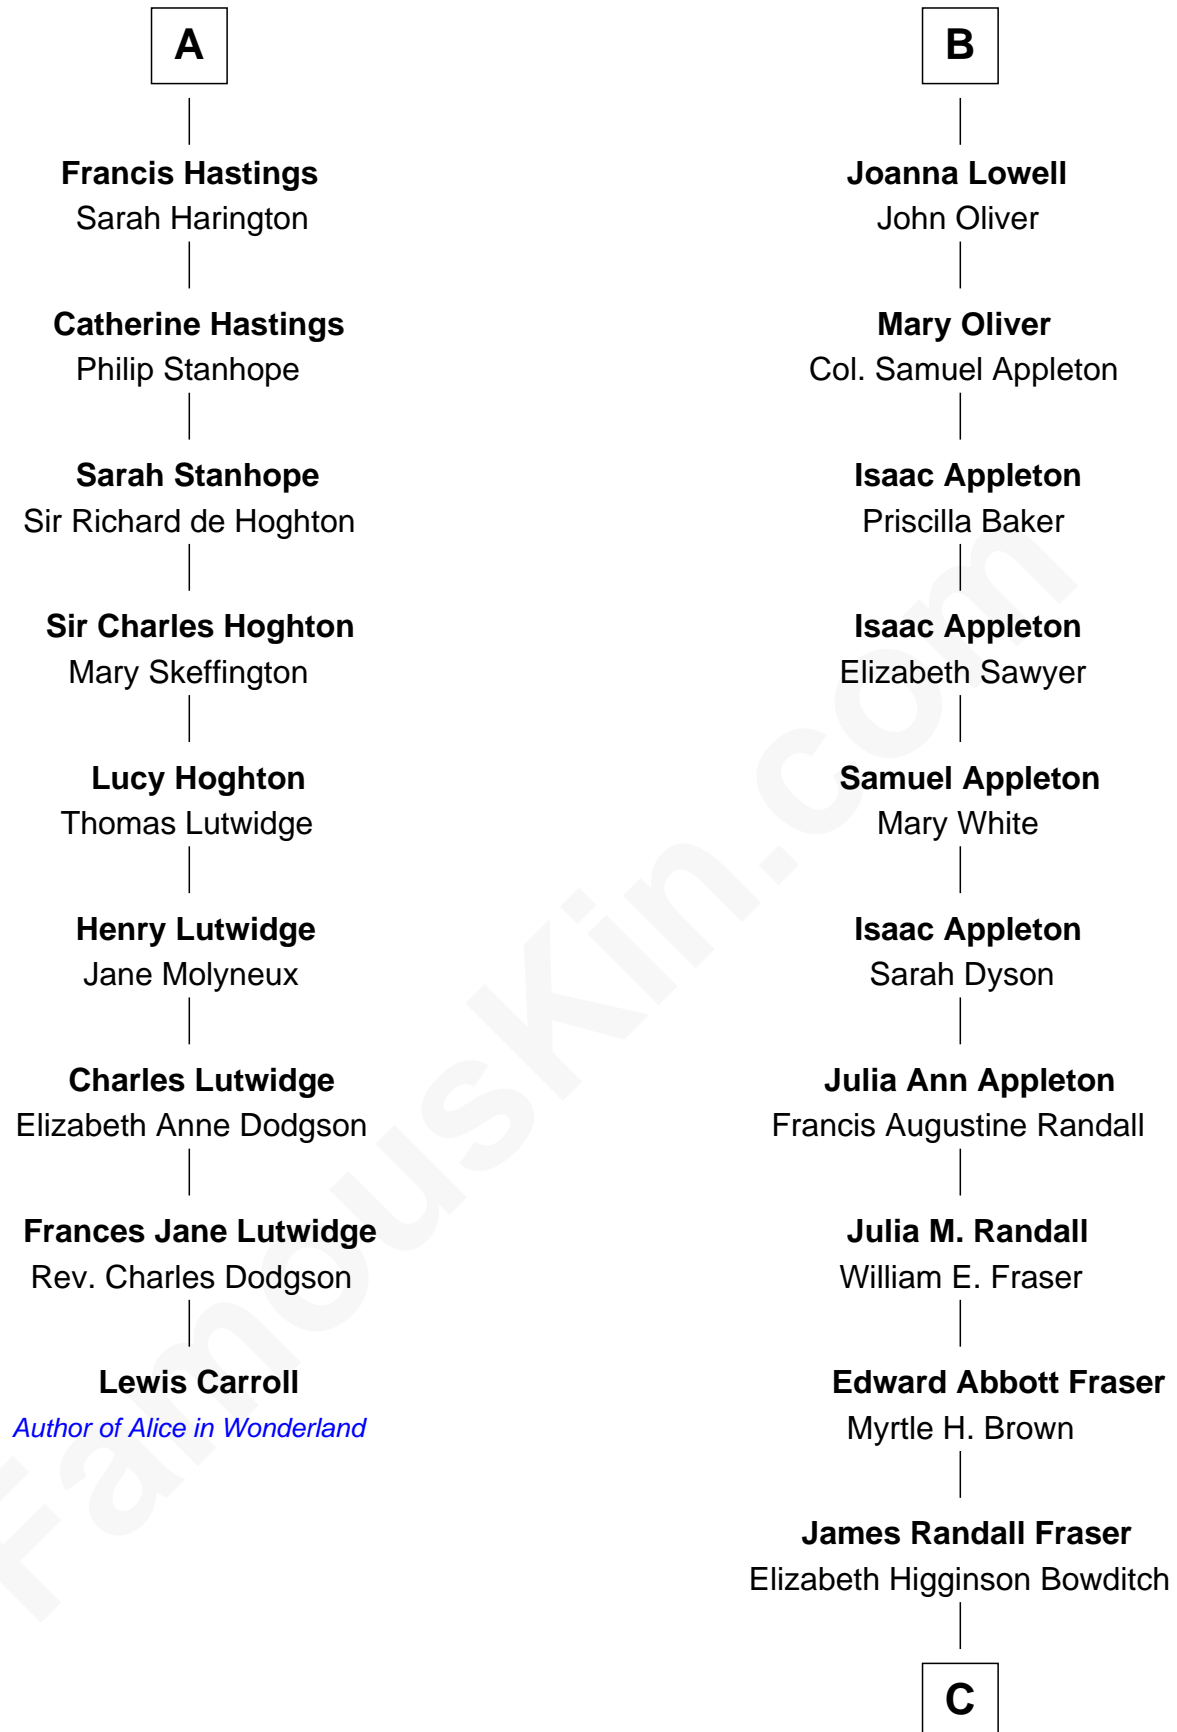 A
Francis Hastings
Sarah Harington
Catherine Hastings
Philip Stanhope
Sarah Stanhope
Sir Richard de Hoghton
Sir Charles Hoghton
Mary Skeffington
Lucy Hoghton
Thomas Lutwidge
Henry Lutwidge
Jane Molyneux
Charles Lutwidge
Elizabeth Anne Dodgson
Frances Jane Lutwidge
Rev. Charles Dodgson
Lewis Carroll
Author of Alice in Wonderland
B
Joanna Lowell
John Oliver
Mary Oliver
Col. Samuel Appleton
Isaac Appleton
Priscilla Baker
Isaac Appleton
Elizabeth Sawyer
Samuel Appleton
Mary White
Isaac Appleton
Sarah Dyson
Julia Ann Appleton
Francis Augustine Randall
Julia M. Randall
William E. Fraser
Edward Abbott Fraser
Myrtle H. Brown
James Randall Fraser
Elizabeth Higginson Bowditch
C
FamousKin.com